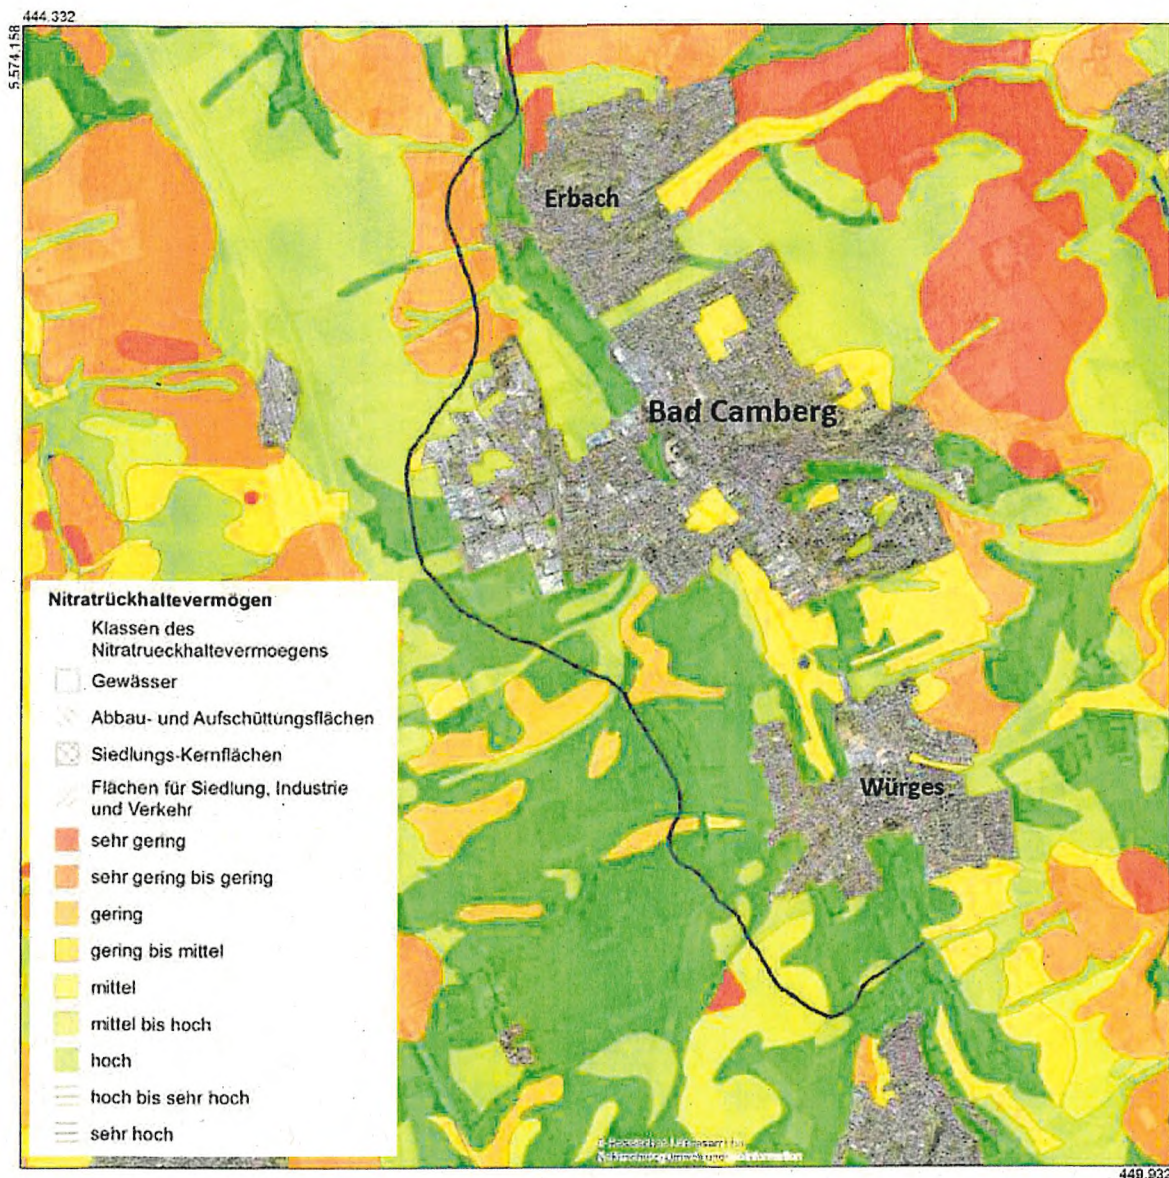 444.332
5.574.158
Erbach
Bad Camberg
Würges
Nitratrückhaltevermögen
Klassen des
Nitratrueckhaltevermoegens
Gewässer
Abbau- und Aufschüttungsflächen
Siedlungs-Kernflächen
Flächen für Siedlung, Industrie
und Verkehr
sehr gering
sehr gering bis gering
gering
gering bis mittel
mittel
mittel bis hoch
hoch
hoch bis sehr hoch
sehr hoch
449.932